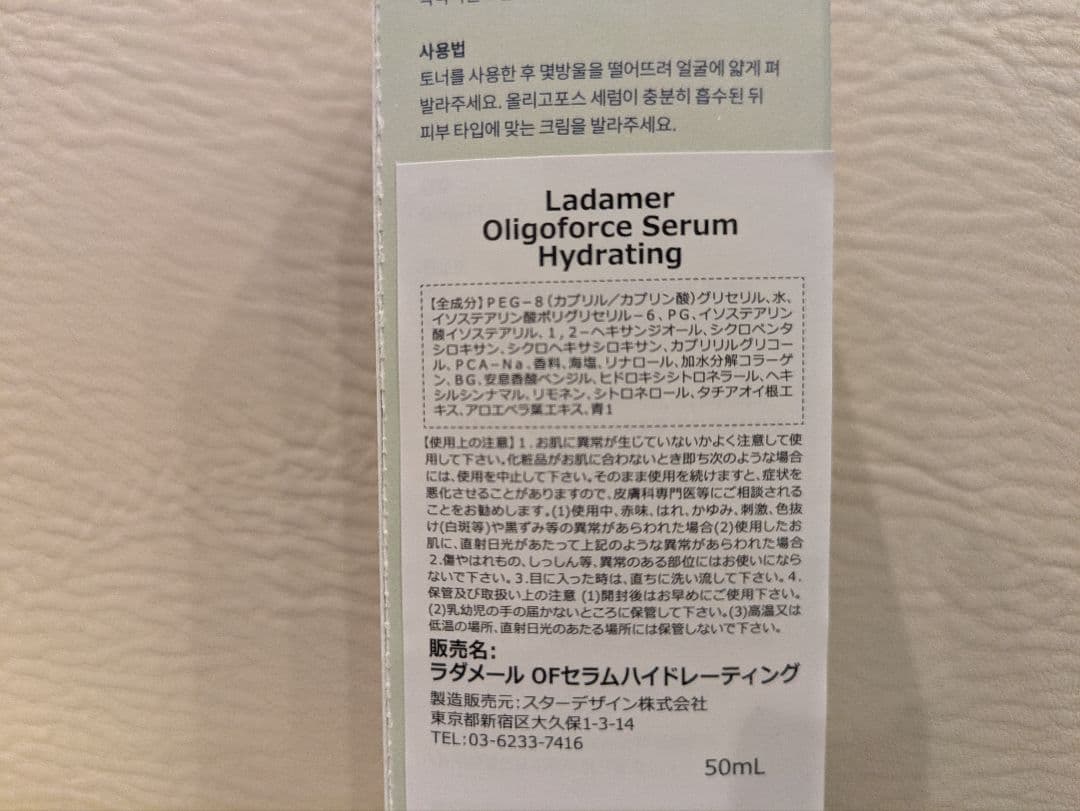 사용법
토너를 사용한 후 몇방울을 떨어뜨려 얼굴에 얇게 펴
발라주세요. 올리고포스 세럼이 충분히 흡수된 뒤
피부 타입에 맞는 크림을 발라주세요.
Ladamer
Oligoforce Serum
Hydrating
【全成分】PEG-8(カプリル/カプリン酸)グリセリル、水、
イソステアリン酸ポリグリセリル-6、PG、イソステアリン
酸イソステアリル、1,2-ヘキサンジオール、シクロペンタ
シロキサン、シクロヘキサシロキサン、カプリリルグリコー
ル、PCA-Na、香料、海塩、リナロール、加水分解コラーゲ
ン、BG、安息香酸ベンジル、ヒドロキシシトロネラール、ヘキ
シルシンナマル、リモネン、シトロネロール、タチアオイ根エ
キス、アロエベラ葉エキス、青1
【使用上の注意】1.お肌に異常が生じていないかよく注意して使
用して下さい。化粧品がお肌に合わないとき即ち次のような場合
には、使用を中止して下さい。そのまま使用を続けますと、症状を
悪化させることがありますので、皮膚科専門医等にご相談される
ことをお勧めします。(1)使用中、赤味、はれ、かゆみ、刺激、色抜
け(白斑等)や黒ずみ等の異常があらわれた場合(2)使用したお
肌に、直射日光があたって上記のような異常があらわれた場合
2.傷やはれもの、しっしん等、異常のある部位にはお使いになら
ないで下さい。3.目に入った時は、直ちに洗い流して下さい。4.
保管及び取扱い上の注意 (1)開封後はお早めにご使用下さい。
(2)乳幼児の手の届かないところに保管して下さい。(3)高温又は
低温の場所、直射日光のあたる場所には保管しないで下さい。
販売名:
ラダメール OFセラムハイドレーティング
製造販売元:スターデザイン株式会社
東京都新宿区大久保1-3-14
TEL:03-6233-7416
50mL